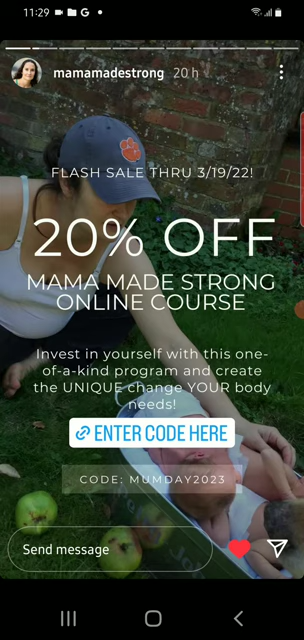 11:29
mamamadestrong 20 h
FLASH SALE THRU 3/19/22!
20% OFF
MAMA MADE STRONG
ONLINE COURSE
Invest in yourself with this one-
of-a-kind program and create
the UNIQUE change YOUR body
needs!
ENTER CODE HERE
CODE: MUMDAY2023
Send message